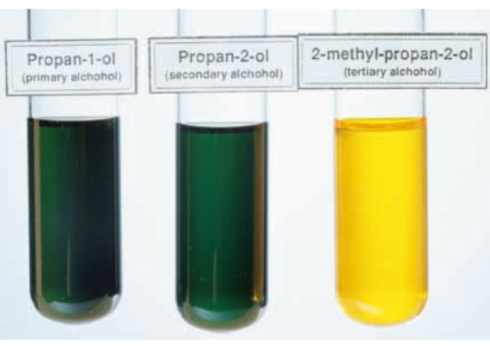 Propan-1-ol
(primary alchohol)
Propan-2-ol
(secondary alchohol)
2-methyl-propan-2-ol
(tertiary alchohol)